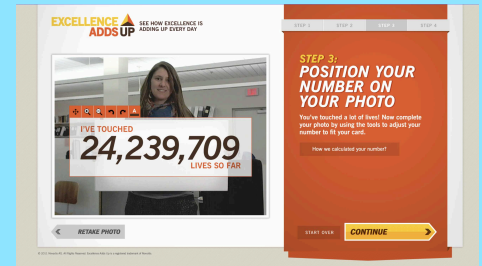 EXCELLENCE
ADDS UP
SEE HOW EXCELLENCE IS
ADDING UP EVERY DAY
I'VE TOUCHED
24,239,709
LIVES SO FAR
RETAKE PHOTO
STEP 1 STEP 2 STEP 3 STEP 4
STEP 3:
POSITION YOUR
NUMBER ON
YOUR PHOTO
You've touched a lot of lives! Now complete
your photo by using the tools to adjust your
number to fit your card.
How we calculated your number?
START OVER
CONTINUE